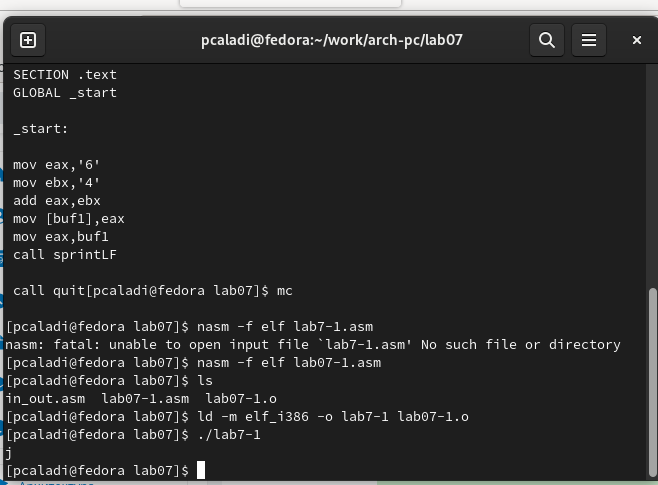 pcaladi@fedora:~/work/arch-pc/lab07
SECTION .text
GLOBAL _start
_start:
mov eax,'6'
mov ebx,'4'
add eax,ebx
mov [buf1],eax
mov eax,buf1
call sprintLF
call quit[pcaladi@fedora lab07]$ mc
[pcaladi@fedora lab07]$ nasm -f elf lab7-1.asm
nasm: fatal: unable to open input file `lab7-1.asm' No such file or directory
[pcaladi@fedora lab07]$ nasm -f elf lab07-1.asm
[pcaladi@fedora lab07]$ ls
in_out.asm  lab07-1.asm  lab07-1.o
[pcaladi@fedora lab07]$ ld -m elf_i386 -o lab7-1 lab07-1.o
[pcaladi@fedora lab07]$ ./lab7-1
j
[pcaladi@fedora lab07]$